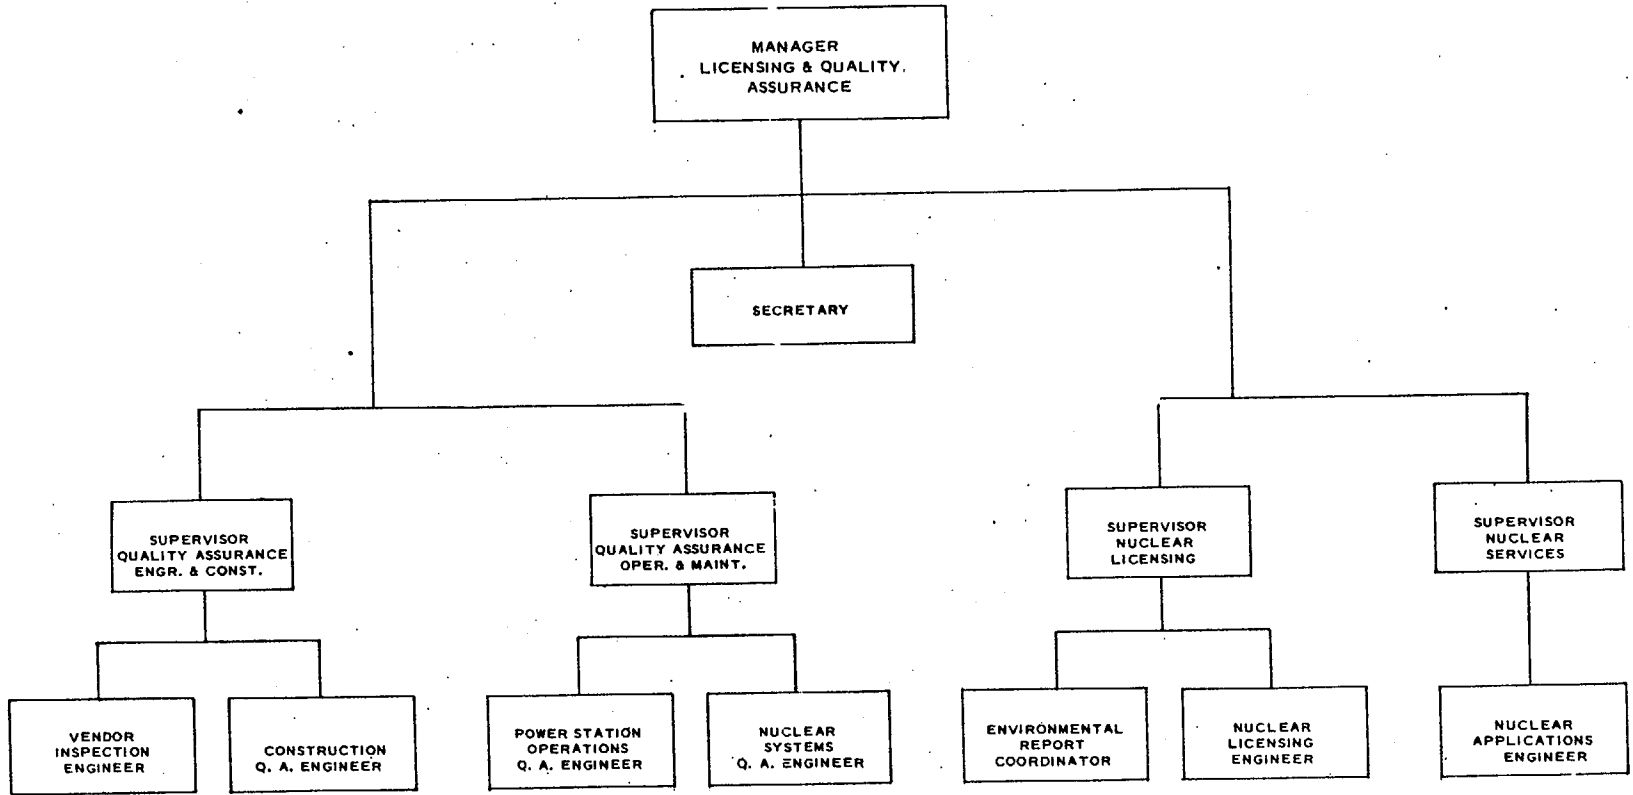 MANAGER
LICENSING & QUALITY
ASSURANCE
SECRETARY
SUPERVISOR
QUALITY ASSURANCE
ENGR. & CONST.
SUPERVISOR
QUALITY ASSURANCE
OPER. & MAINT.
SUPERVISOR
NUCLEAR
LICENSING
SUPERVISOR
NUCLEAR
SERVICES
VENDOR
INSPECTION
ENGINEER
CONSTRUCTION
Q. A. ENGINEER
POWER STATION
OPERATIONS
Q. A. ENGINEER
NUCLEAR
SYSTEMS
Q. A. ENGINEER
ENVIRONMENTAL
REPORT
COORDINATOR
NUCLEAR
LICENSING
ENGINEER
NUCLEAR
APPLICATIONS
ENGINEER